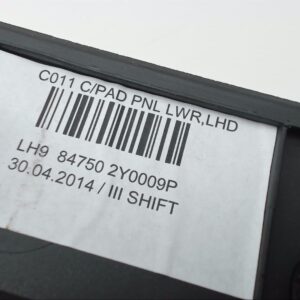 C011 C/PAD PNL LWR,LHD
LH9 84750 2Y0009P
30.04.2014 / III SHIFT